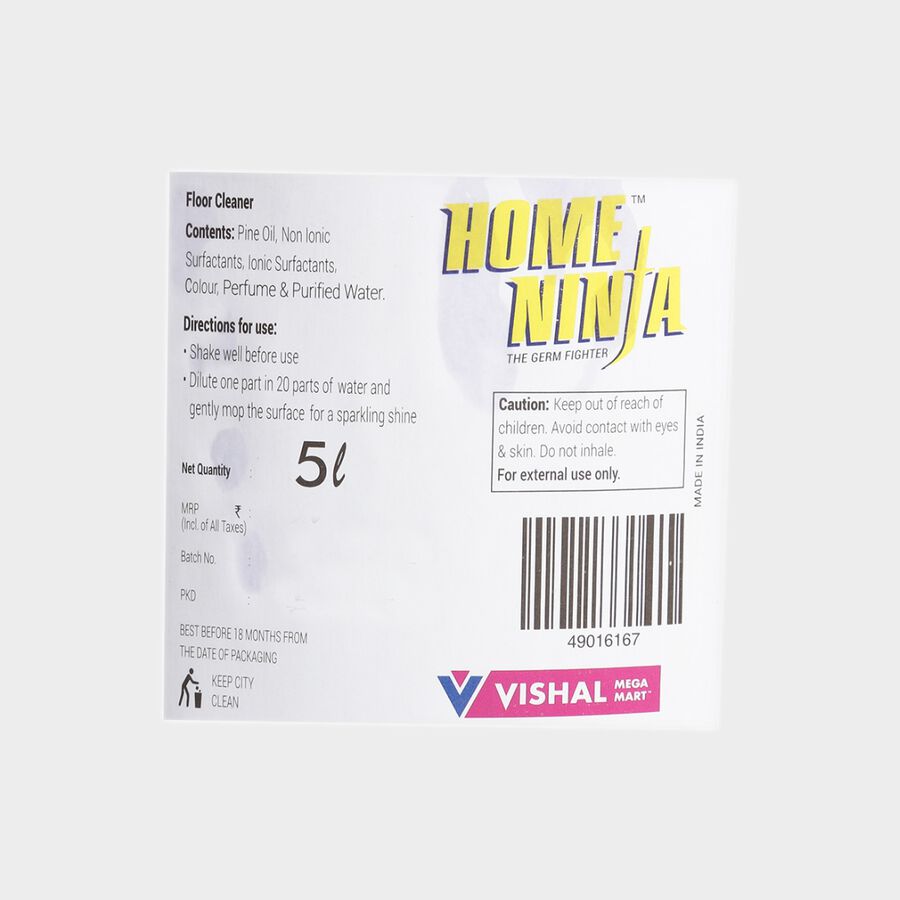 Floor Cleaner
Contents: Pine Oil, Non Ionic
Surfactants, Ionic Surfactants,
Colour, Perfume & Purified Water.
Directions for use:
• Shake well before use
• Dilute one part in 20 parts of water and
gently mop the surface for a sparkling shine
Net Quantity : 5l
MRP ₹ :
(Incl. of All Taxes)
Batch No. :
PKD :
BEST BEFORE 18 MONTHS FROM
THE DATE OF PACKAGING
KEEP CITY
CLEAN
HOME ™
NINJA
THE GERM FIGHTER
Caution: Keep out of reach of
children. Avoid contact with eyes
& skin. Do not inhale.
For external use only.
MADE IN INDIA
49016167
VISHAL MEGA
MART™